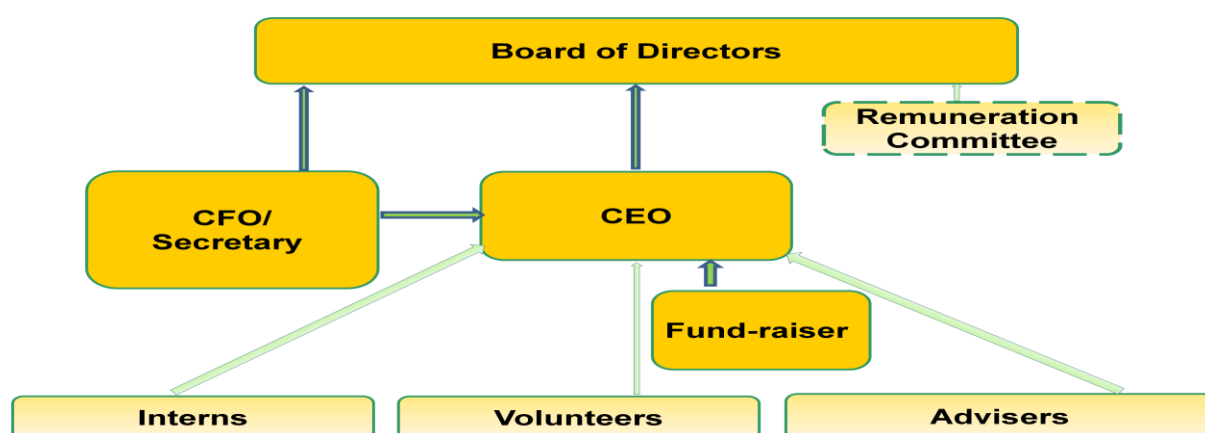 Board of Directors
Remuneration
Committee
CFO/
Secretary
CEO
Fund-raiser
Interns
Volunteers
Advisers